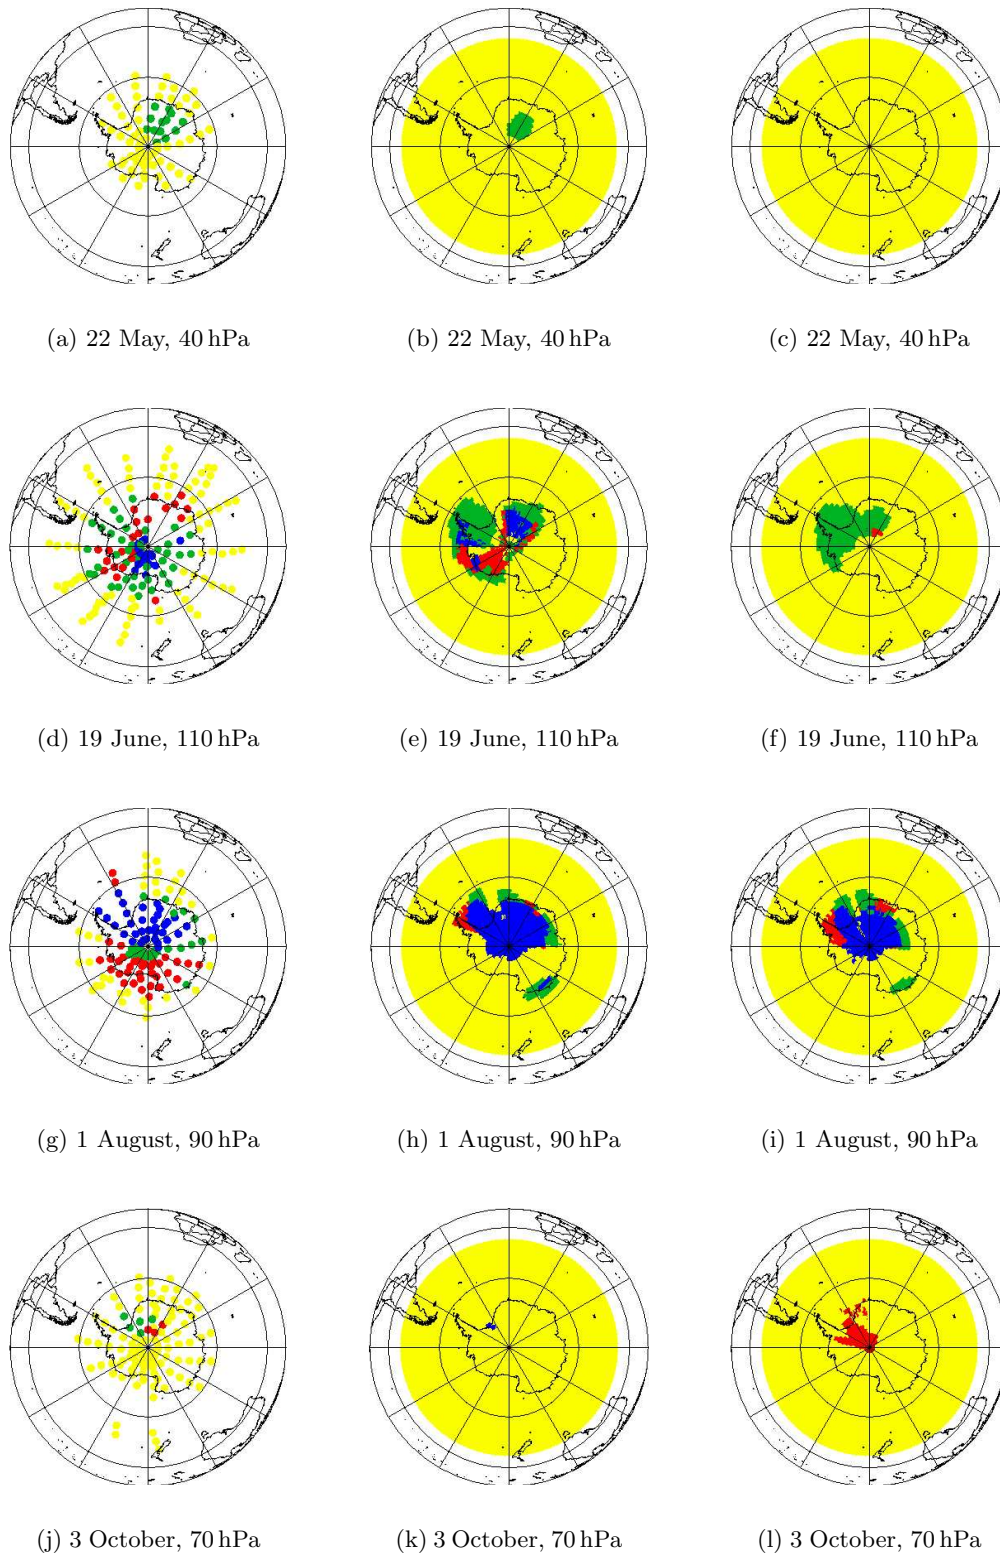 (a) 22 May, 40 hPa
(b) 22 May, 40 hPa
(c) 22 May, 40 hPa
(d) 19 June, 110 hPa
(e) 19 June, 110 hPa
(f) 19 June, 110 hPa
(g) 1 August, 90 hPa
(h) 1 August, 90 hPa
(i) 1 August, 90 hPa
(j) 3 October, 70 hPa
(k) 3 October, 70 hPa
(l) 3 October, 70 hPa